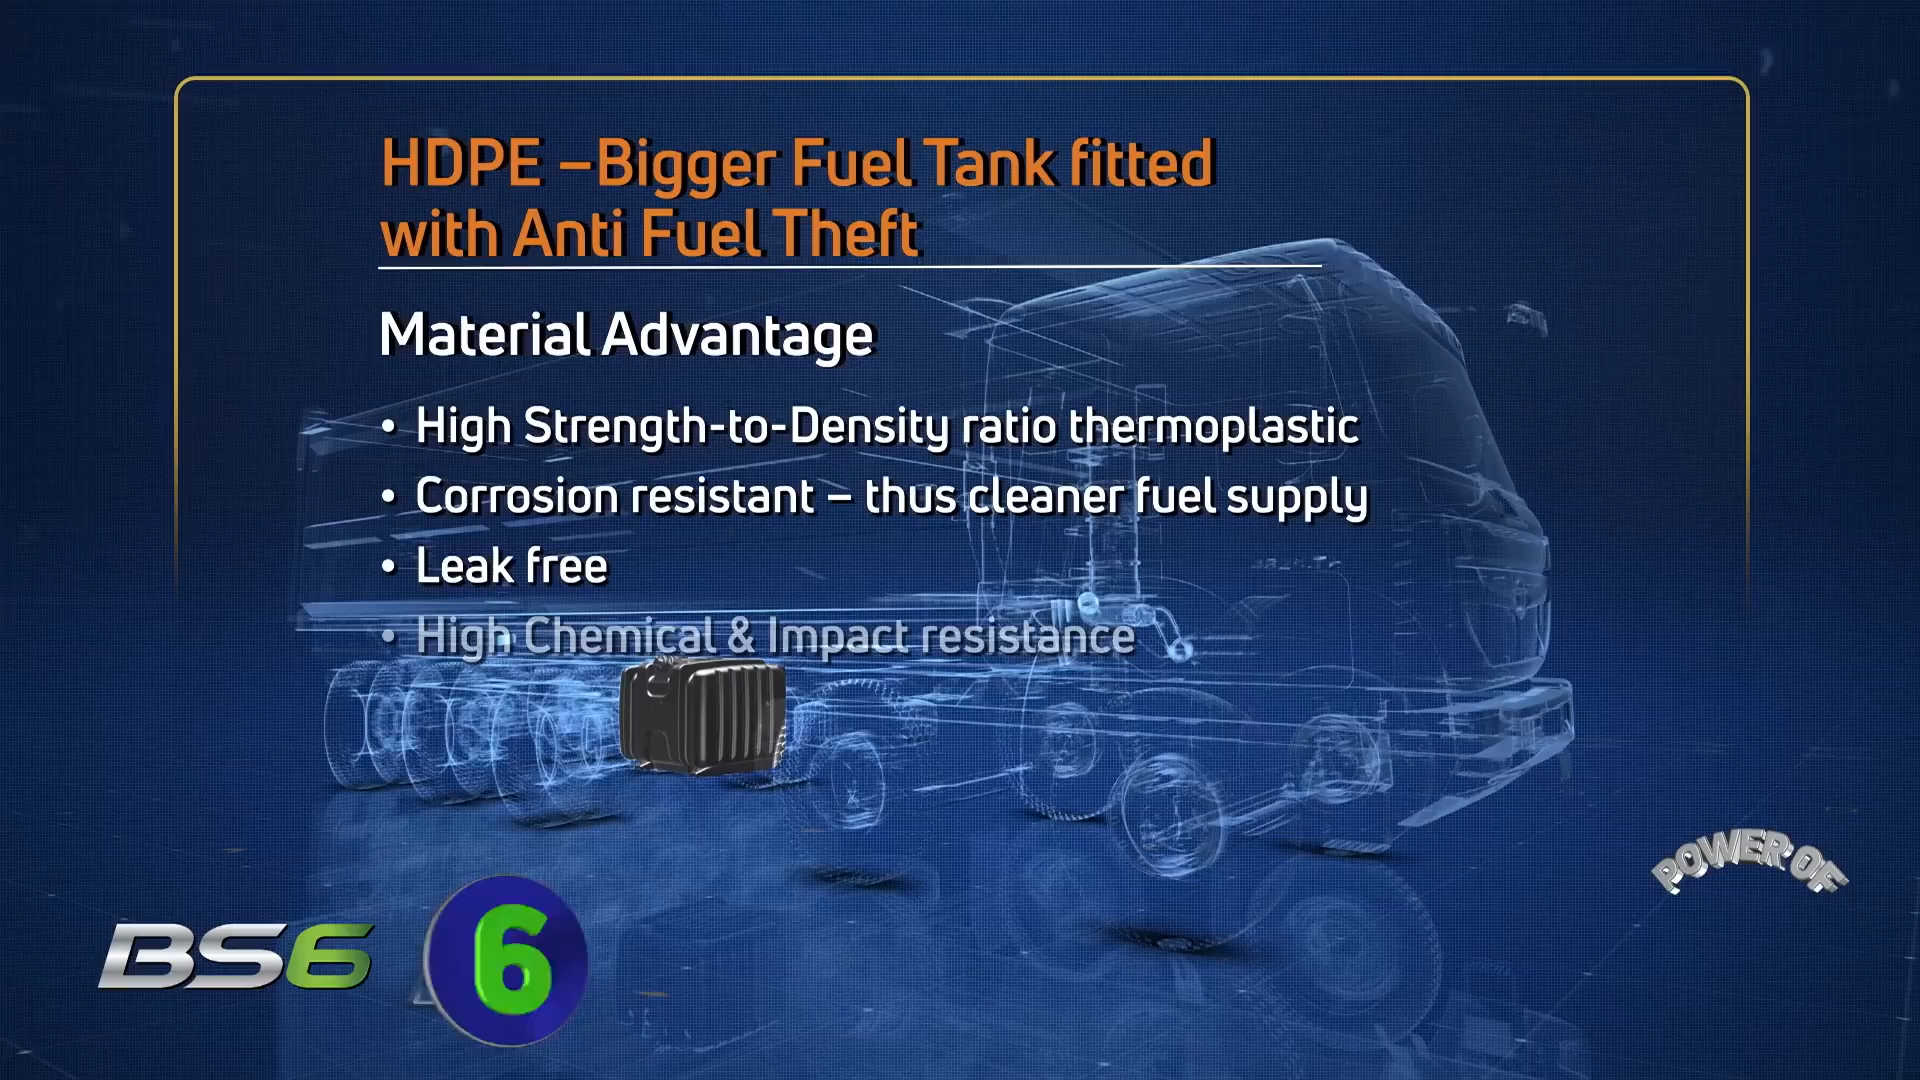 HDPE –Bigger Fuel Tank fitted
with Anti Fuel Theft
Material Advantage
• High Strength-to-Density ratio thermoplastic
• Corrosion resistant – thus cleaner fuel supply
• Leak free
• High Chemical & Impact resistance
POWER OF
BS6
6